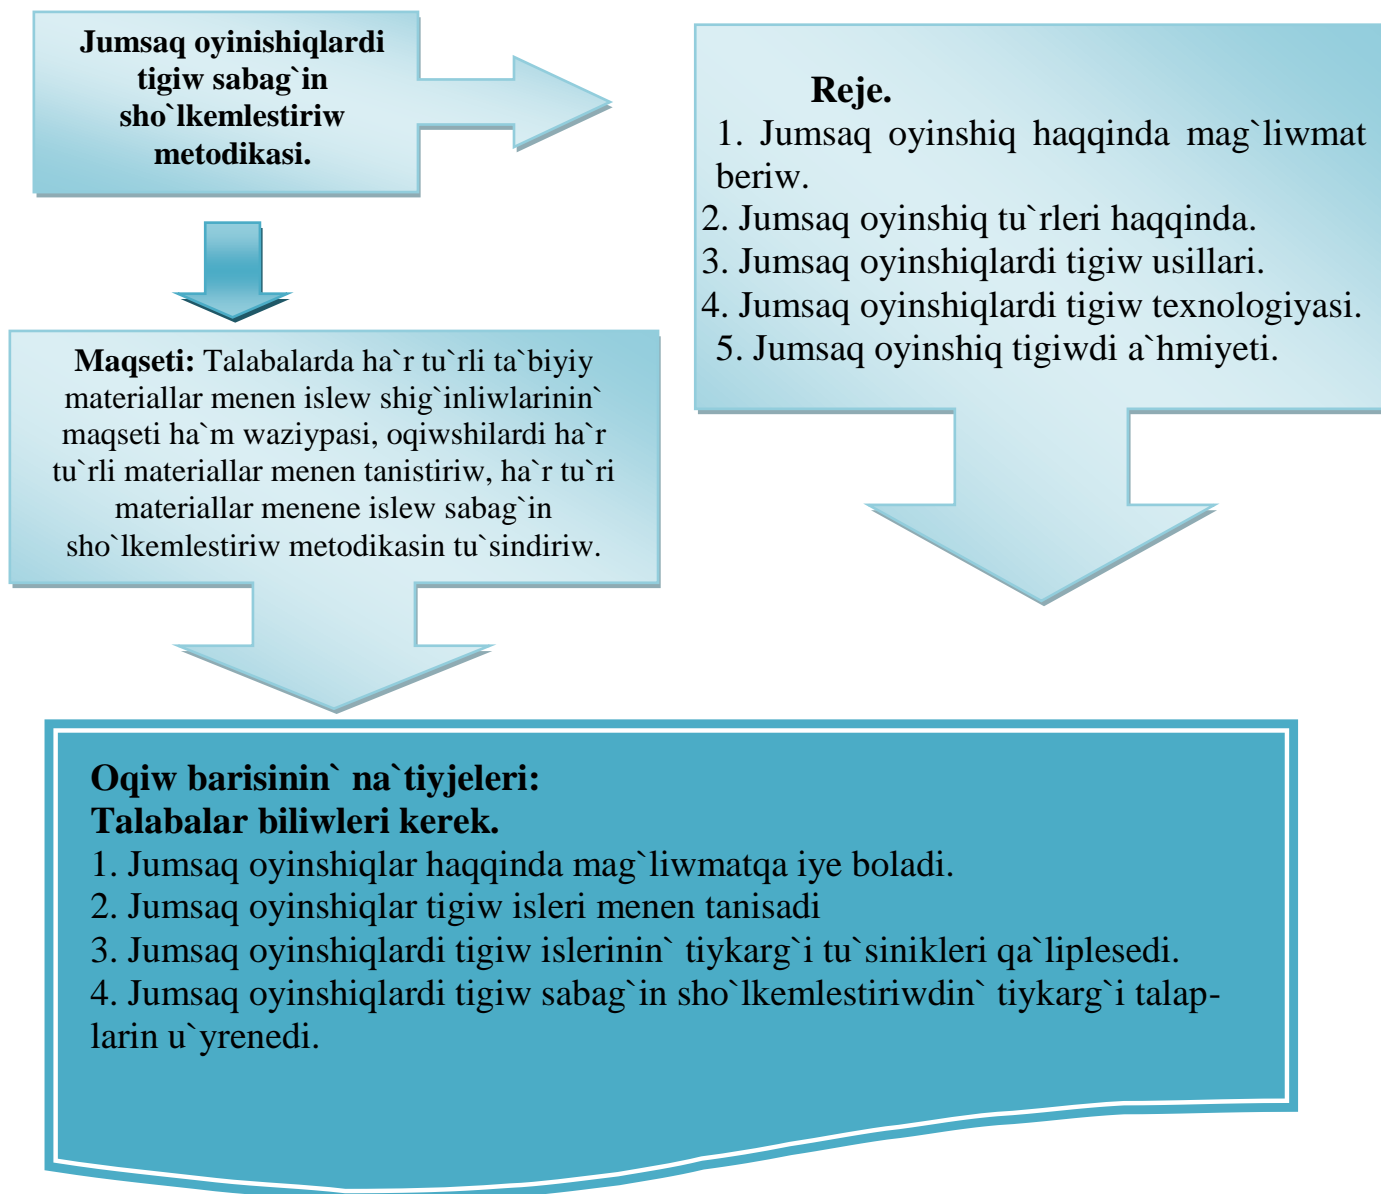 Jumsaq oyinishiqlardi
tigiw sabag`in
sho`lkemlestiriw
metodikasi.
Reje.
1. Jumsaq oyinshiq haqqinda mag`liwmat
beriw.
2. Jumsaq oyinshiq tu`rleri haqqinda.
3. Jumsaq oyinshiqlardi tigiw usillari.
4. Jumsaq oyinshiqlardi tigiw texnologiyasi.
5. Jumsaq oyinshiq tigiwdi a`hmiyeti.
Maqseti: Talabalarda ha`r tu`rli ta`biyiy
materiallar menen islew shig`inliwlarinin`
maqseti ha`m waziypasi, oqiwshilardi ha`r
tu`rli materiallar menen tanistiriw, ha`r tu`ri
materiallar menene islew sabag`in
sho`lkemlestiriw metodikasin tu`sindiriw.
Oqiw barisinin` na`tiyjeleri:
Talabalar biliwleri kerek.
1. Jumsaq oyinshiqlar haqqinda mag`liwmatqa iye boladi.
2. Jumsaq oyinshiqlar tigiw isleri menen tanisadi
3. Jumsaq oyinshiqlardi tigiw islerinin` tiykarg`i tu`sinikleri qa`liplesedi.
4. Jumsaq oyinshiqlardi tigiw sabag`in sho`lkemlestiriwdin` tiykarg`i talap-
larin u`yrenedi.